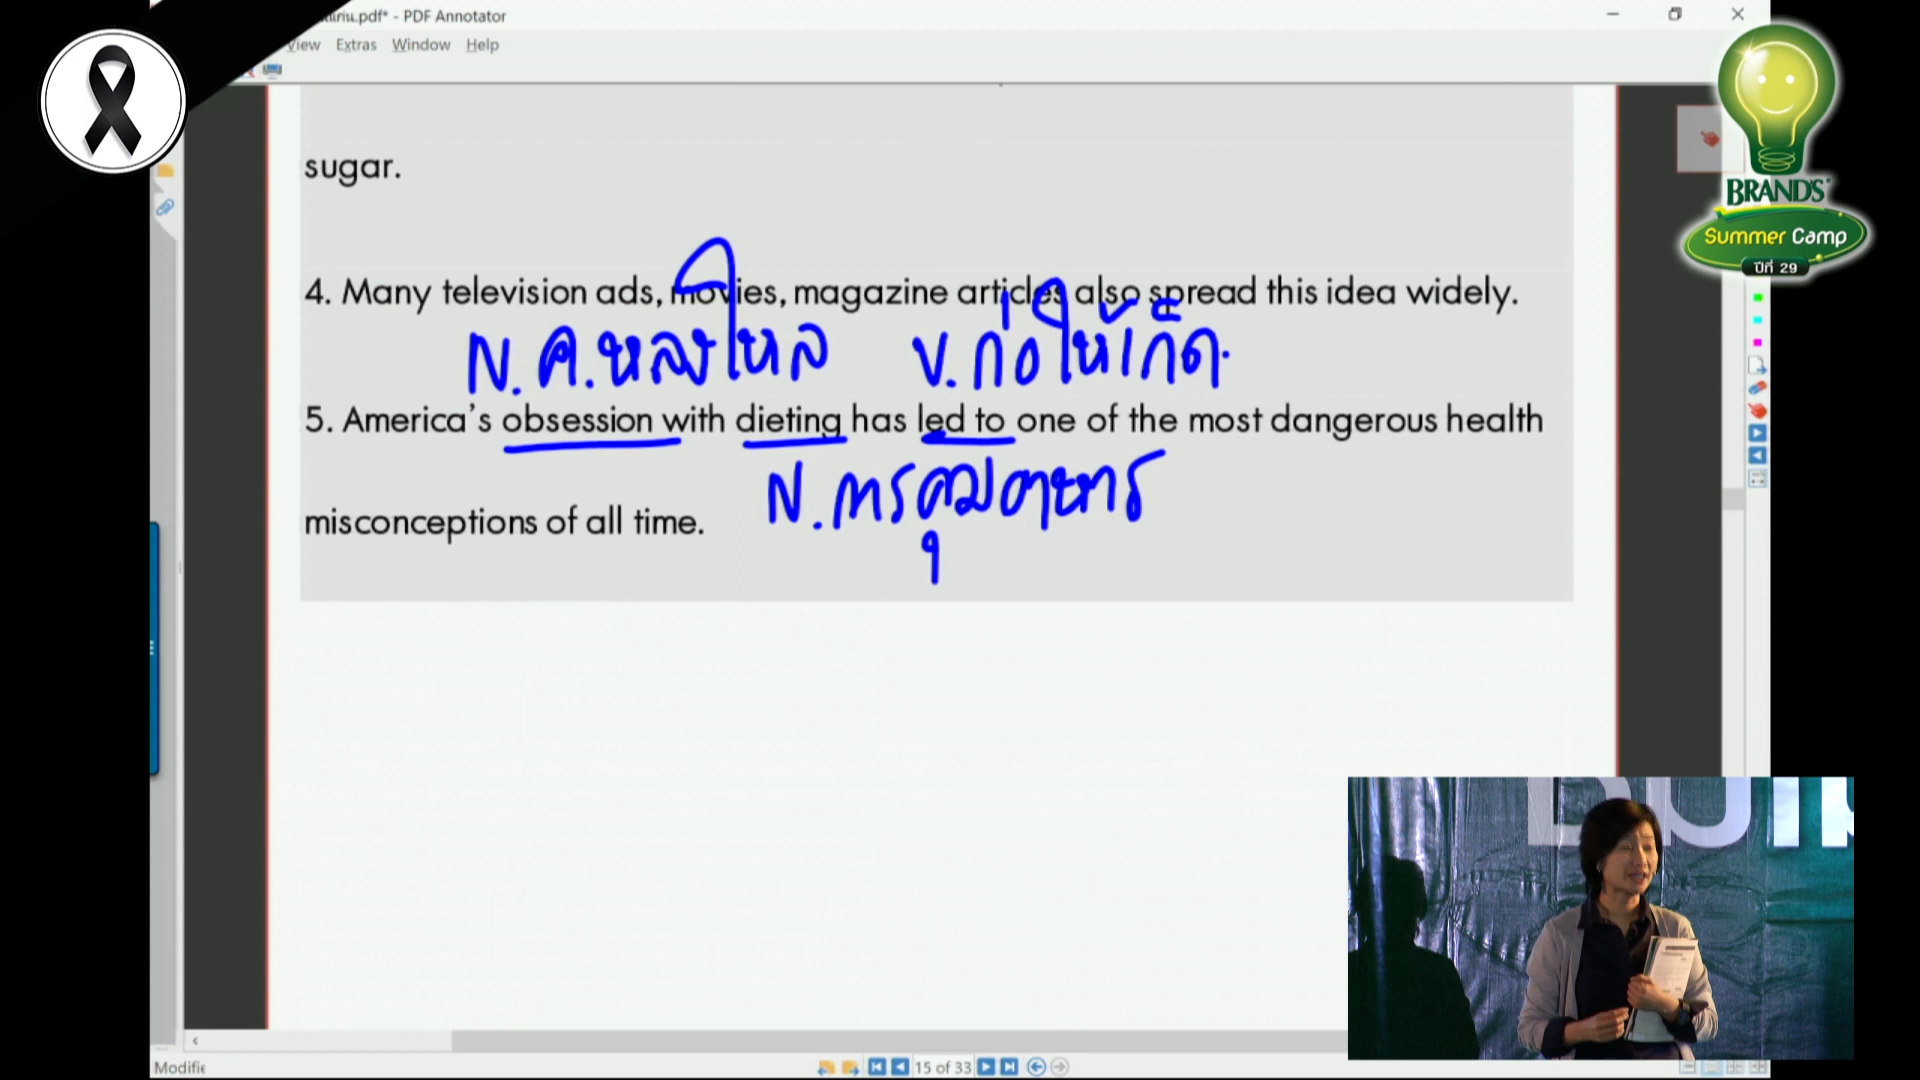 .pdf* - PDF Annotator
View Extras Window Help
BRAND'S
Summer Camp
ปีที่ 29
sugar.
4. Many television ads, movies, magazine articles also spread this idea widely.
N. ค.หลงใหล V. ก่อให้เกิด
5. America's obsession with dieting has led to one of the most dangerous health
N. การคุมอาหาร
misconceptions of all time.
15 of 33